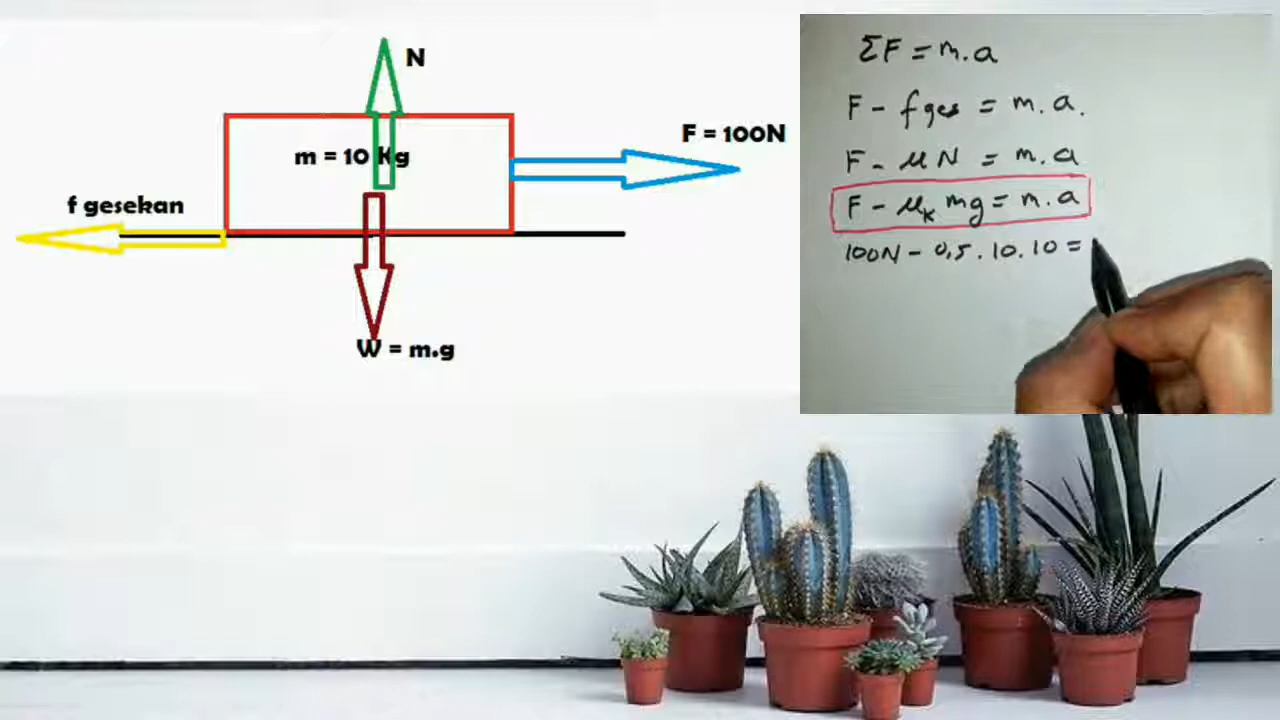 N
F = 100N
m = 10 Kg
f gesekan
W = m.g
ΣF = m.a
F - fges = m.a.
F - μN = m.a
F - μk mg = m.a
100N - 0,5 . 10 . 10 =